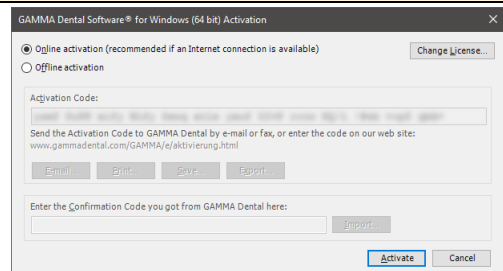 GAMMA Dental Software® for Windows (64 bit) Activation
Online activation (recommended if an Internet connection is available)
Change License...
Offline activation
Activation Code:
Send the Activation Code to GAMMA Dental by e-mail or fax, or enter the code on our web site:
www.gammadental.com/GAMMA/e/aktivierung.html
E-mail... Print... Save... Export...
Enter the Confirmation Code you got from GAMMA Dental here:
Import...
Activate Cancel